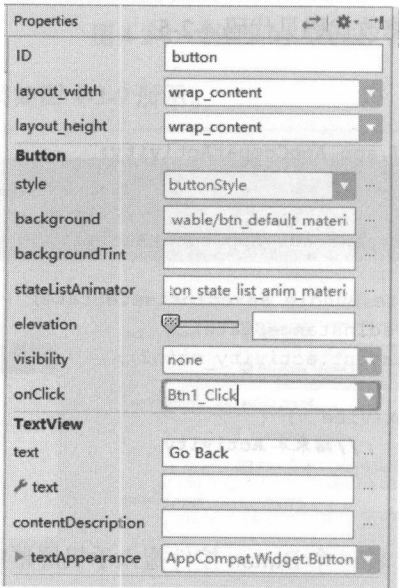 Properties
ID button
layout_width wrap_content
layout_height wrap_content
Button
style buttonStyle
background wable/btn_default_materi
backgroundTint
stateListAnimator :on_state_list_anim_materi
elevation
visibility none
onClick Btn1_Click
TextView
text Go Back
text
contentDescription
textAppearance AppCompat.Widget.Button